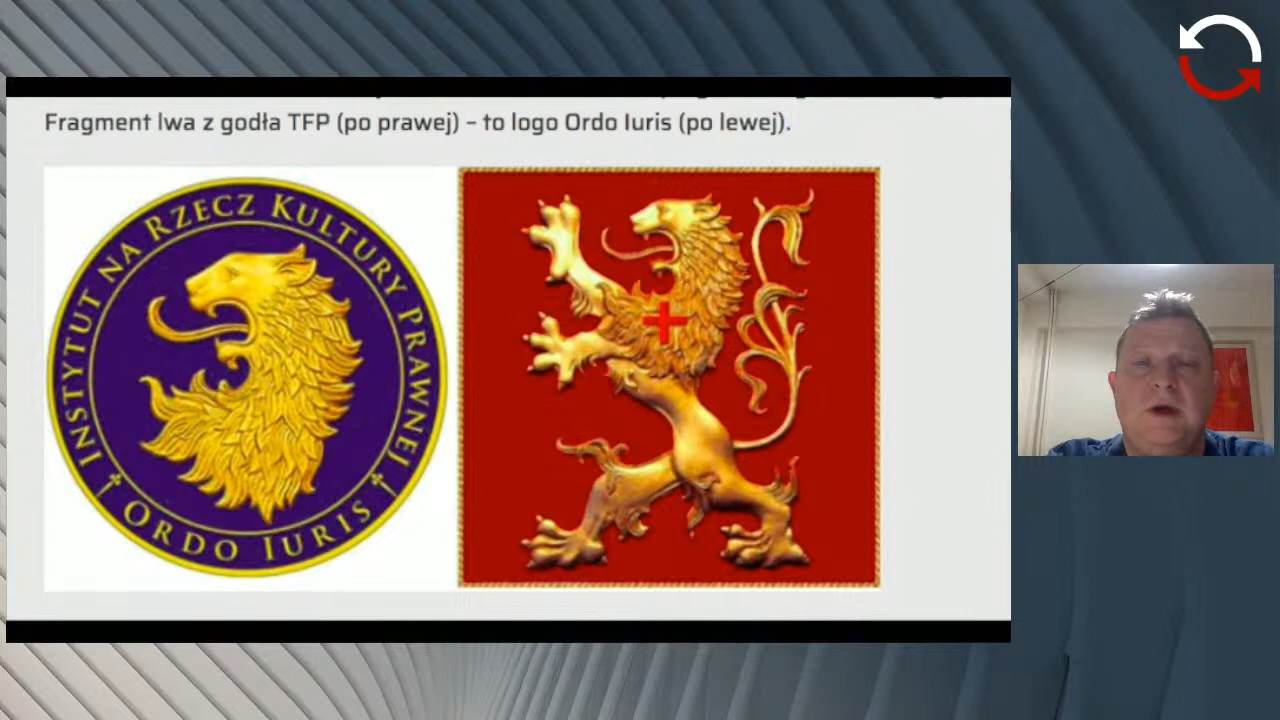 Fragment lwa z godła TFP (po prawej) – to logo Ordo Iuris (po lewej).
INSTYTUT NA RZECZ KULTURY PRAWNEJ
ORDO IURIS